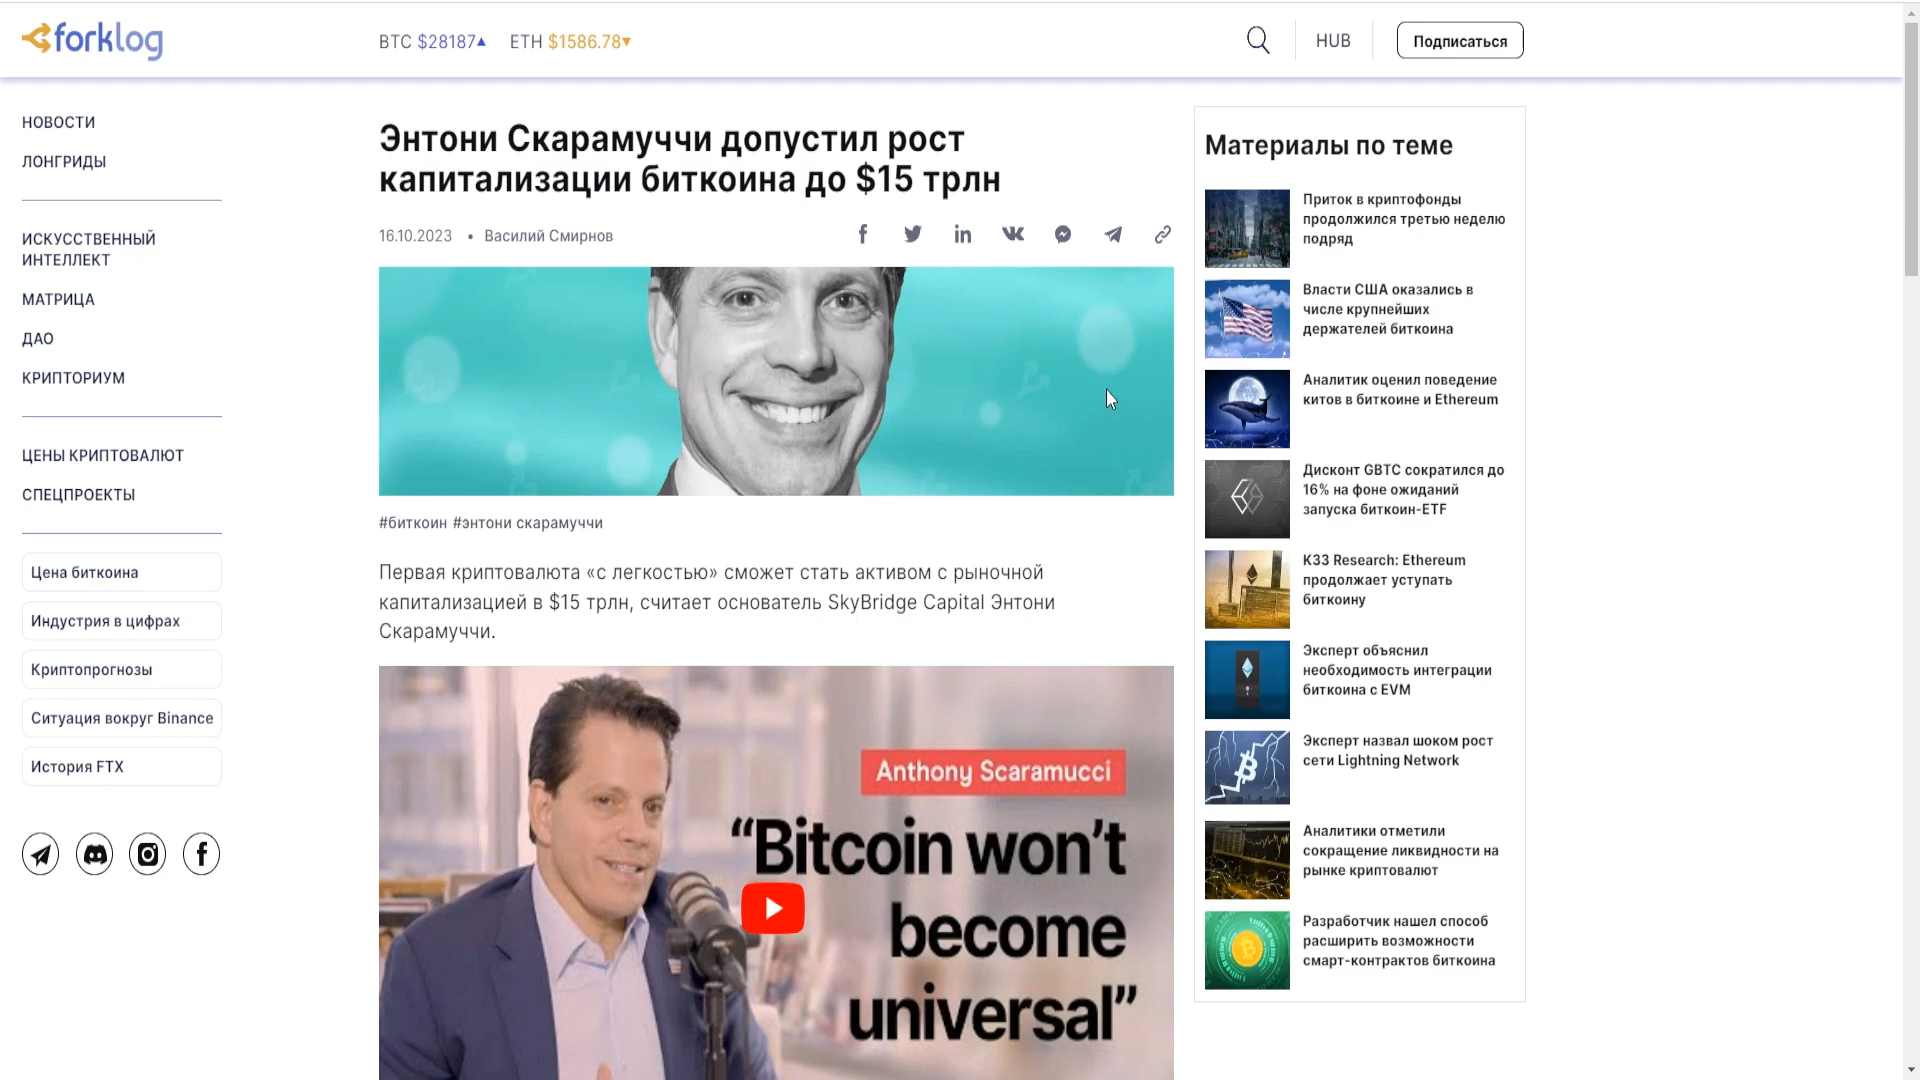 forklog
BTC $28187▲ ETH $1586.78▼
HUB
Подписаться
НОВОСТИ
ЛОНГРИДЫ
ИСКУССТВЕННЫЙ
ИНТЕЛЛЕКТ
МАТРИЦА
ДАО
КРИПТОРИУМ
ЦЕНЫ КРИПТОВАЛЮТ
СПЕЦПРОЕКТЫ
Цена биткоина
Индустрия в цифрах
Криптопрогнозы
Ситуация вокруг Binance
История FTX
Энтони Скарамуччи допустил рост
капитализации биткоина до $15 трлн
16.10.2023 • Василий Смирнов
#биткоин #энтони скарамуччи
Первая криптовалюта «с легкостью» сможет стать активом с рыночной
капитализацией в $15 трлн, считает основатель SkyBridge Capital Энтони
Скарамуччи.
Anthony Scaramucci
“Bitcoin won’t
become
universal”
Материалы по теме
Приток в криптофонды
продолжился третью неделю
подряд
Власти США оказались в
числе крупнейших
держателей биткоина
Аналитик оценил поведение
китов в биткоине и Ethereum
Дисконт GBTC сократился до
16% на фоне ожиданий
запуска биткоин-ETF
K33 Research: Ethereum
продолжает уступать
биткоину
Эксперт объяснил
необходимость интеграции
биткоина с EVM
Эксперт назвал шоком рост
сети Lightning Network
Аналитики отметили
сокращение ликвидности на
рынке криптовалют
Разработчик нашел способ
расширить возможности
смарт-контрактов биткоина